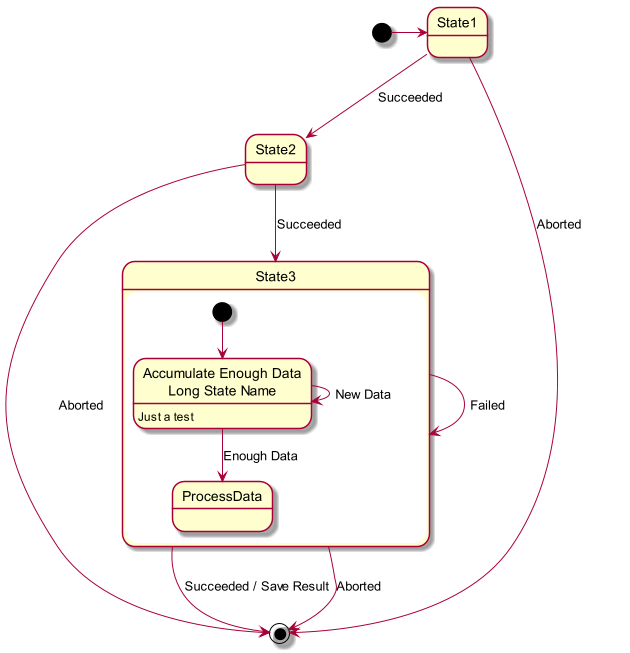 State1
Succeeded
State2
Succeeded
Aborted
State3
Accumulate Enough Data
Long State Name
Just a test
New Data
Failed
Aborted
Enough Data
ProcessData
Succeeded / Save Result
Aborted